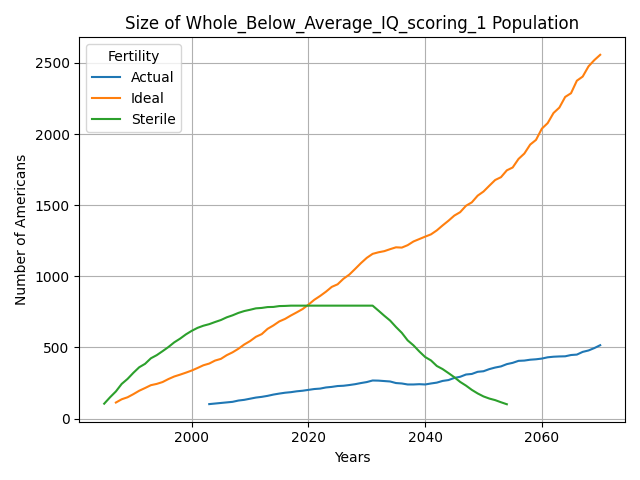 Size of Whole_Below_Average_IQ_scoring_1 Population
Fertility
Actual
Ideal
Sterile
Number of Americans
2500
2000
1500
1000
500
0
2000
2020
2040
2060
Years